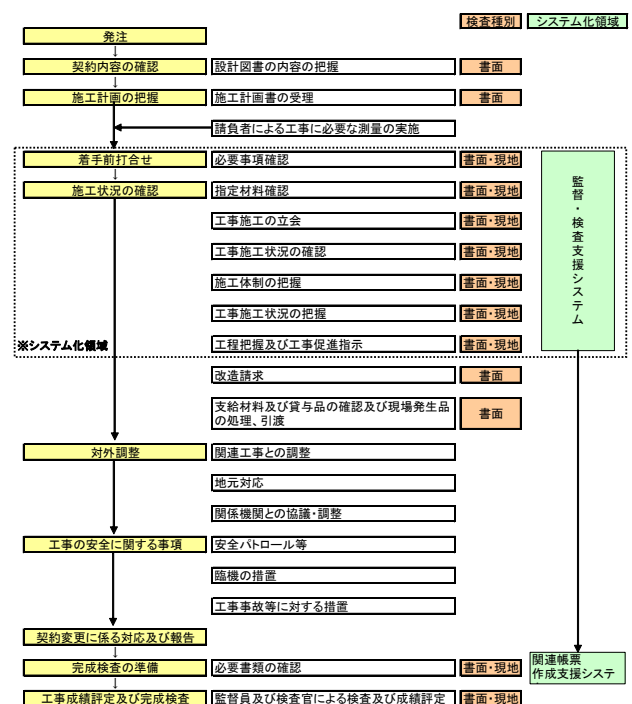 検査種別 システム化領域
発注
↓
契約内容の確認 設計図書の内容の把握 書面
↓
施工計画の把握 施工計画書の受理 書面
請負者による工事に必要な測量の実施
着手前打合せ 必要事項確認 書面・現地
↓
施工状況の確認 指定材料確認 書面・現地
工事施工の立会 書面・現地
工事施工状況の確認 書面・現地
施工体制の把握 書面・現地
工事施工状況の把握 書面・現地
※システム化領域 工程把握及び工事促進指示 書面・現地
監督・検査支援システム
改造請求 書面
支給材料及び貸与品の確認及び現場発生品
の処理、引渡 書面
対外調整 関連工事との調整
地元対応
関係機関との協議・調整
工事の安全に関する事項 安全パトロール等
臨機の措置
工事事故等に対する措置
契約変更に係る対応及び報告
↓
完成検査の準備 必要書類の確認 書面・現地
関連帳票
作成支援システ
↓
工事成績評定及び完成検査 監督員及び検査官による検査及び成績評定 書面・現地